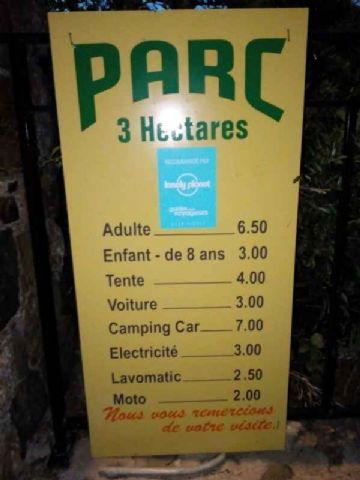 PARC
3 Hectares
RECOMMANDÉ PAR
lonely planet
Adulte 6.50
Enfant - de 8 ans 3.00
Tente 4.00
Voiture 3.00
Camping Car 7.00
Electricité 3.00
Lavomatic 2.50
Moto 2.00
Nous vous remercions
de votre visite.